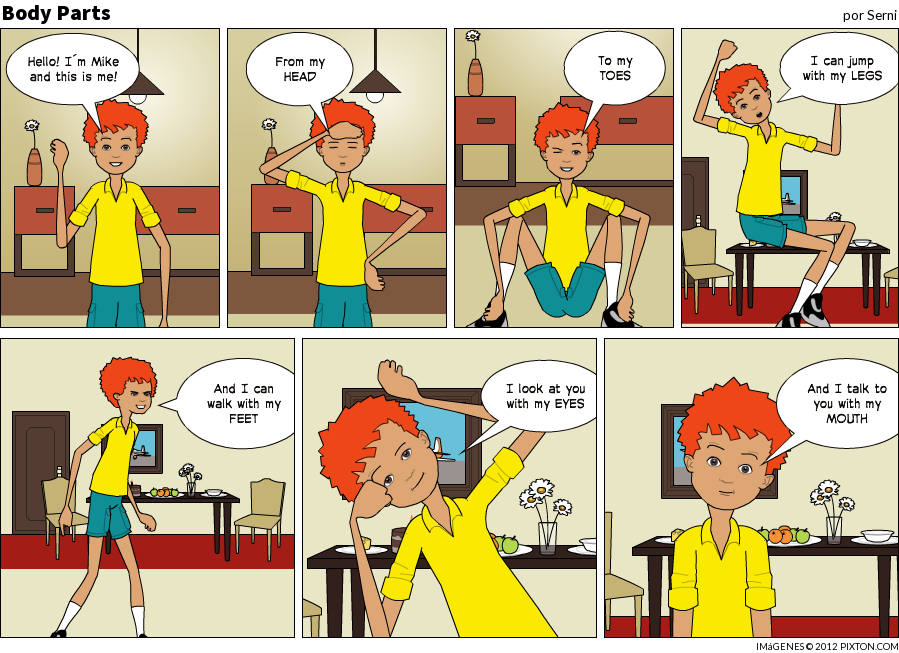 Body Parts
por Serni
Hello! I´m Mike
and this is me!
From my
HEAD
To my
TOES
I can jump
with my LEGS
And I can
walk with my
FEET
I look at you
with my EYES
And I talk to
you with my
MOUTH
IMáGENES © 2012 PIXTON.COM